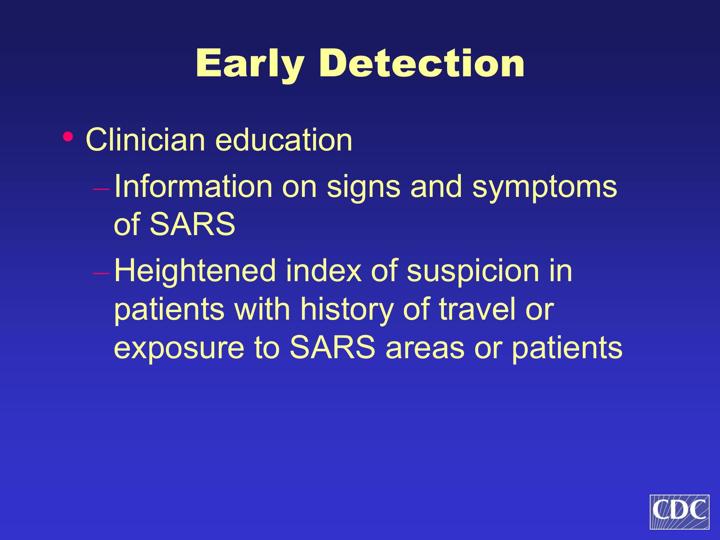 Early Detection
• Clinician education
–Information on signs and symptoms
of SARS
–Heightened index of suspicion in
patients with history of travel or
exposure to SARS areas or patients
CDC